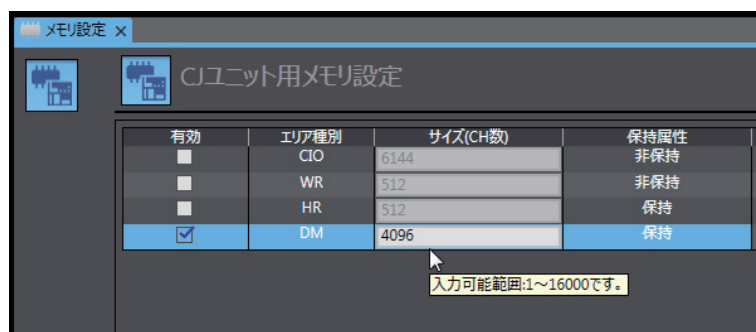 メモリ設定 ×
CJユニット用メモリ設定
有効 エリア種別 サイズ(CH数) 保持属性
CIO 6144 非保持
WR 512 非保持
HR 512 保持
DM 4096 保持
入力可能範囲:1～16000です。